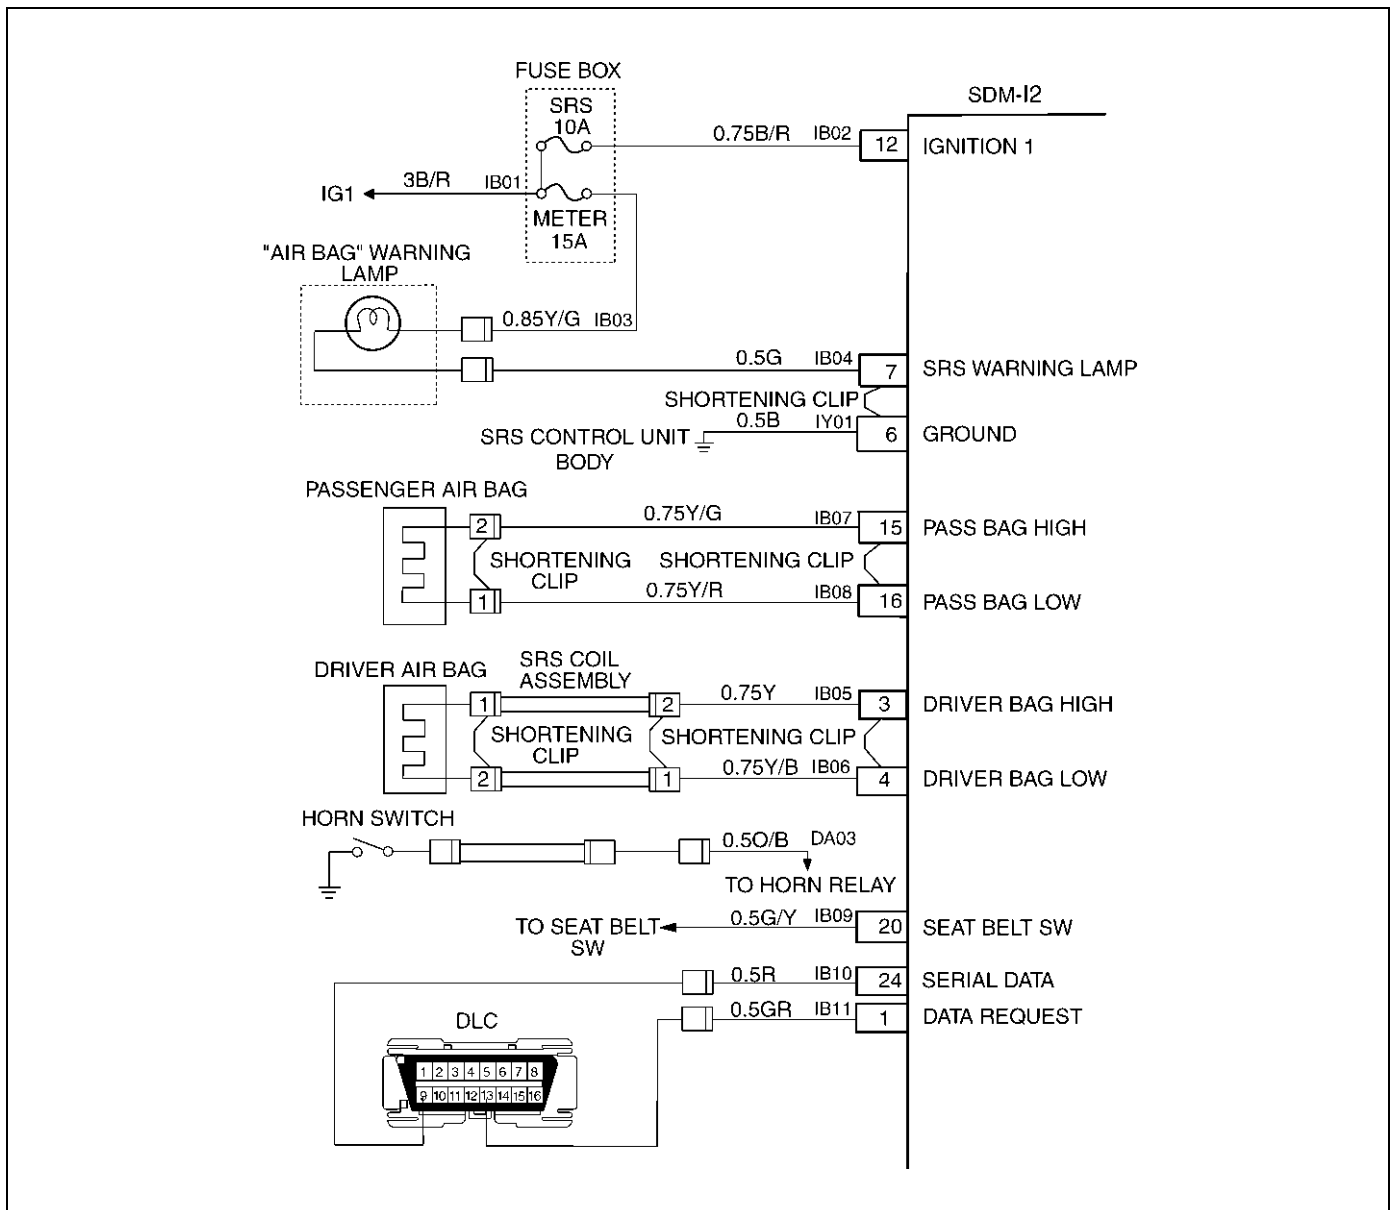 FUSE BOX
SRS
10A
SDM-I2
0.75B/R IB02 12 IGNITION 1
IG1 3B/R IB01
METER
15A
"AIR BAG" WARNING
LAMP
0.85Y/G IB03
0.5G IB04 7 SRS WARNING LAMP
SHORTENING CLIP
0.5B IY01 6 GROUND
SRS CONTROL UNIT
BODY
PASSENGER AIR BAG
2 0.75Y/G IB07 15 PASS BAG HIGH
SHORTENING
CLIP
SHORTENING CLIP
1 0.75Y/R IB08 16 PASS BAG LOW
DRIVER AIR BAG
SRS COIL
ASSEMBLY
1 2 0.75Y IB05 3 DRIVER BAG HIGH
SHORTENING
CLIP
SHORTENING CLIP
2 1 0.75Y/B IB06 4 DRIVER BAG LOW
HORN SWITCH
0.5O/B DA03
TO HORN RELAY
TO SEAT BELT
SW
0.5G/Y IB09 20 SEAT BELT SW
0.5R IB10 24 SERIAL DATA
0.5GR IB11 1 DATA REQUEST
DLC
1 2 3 4 5 6 7 8
9 10 11 12 13 14 15 16